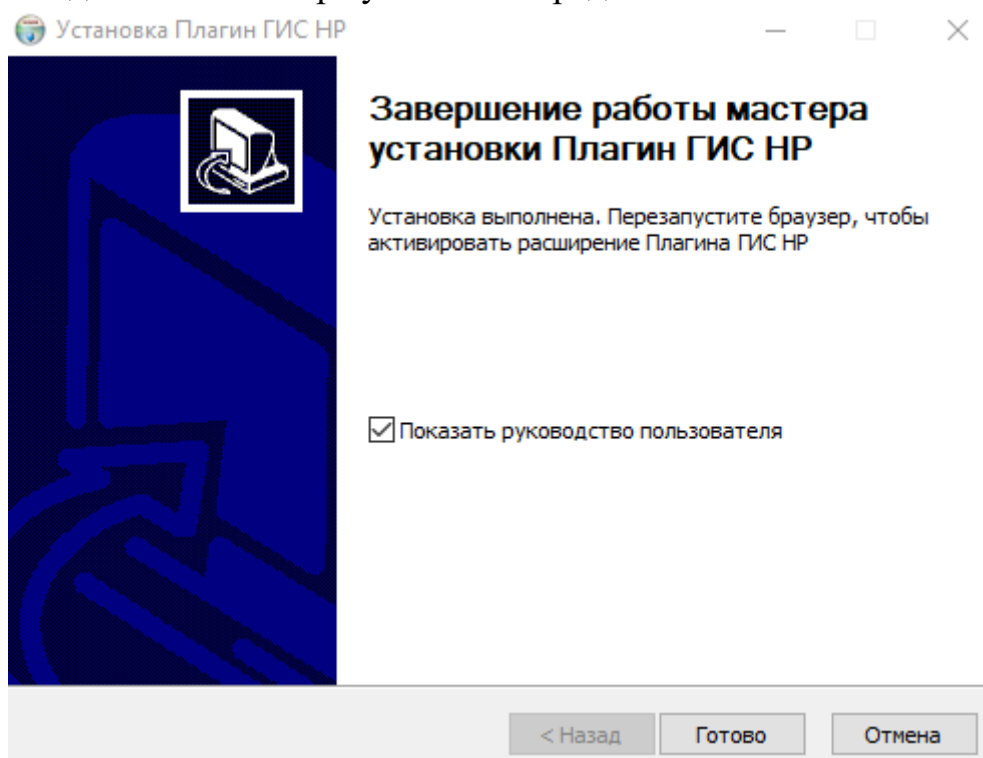 Установка Плагин ГИС НР
Завершение работы мастера
установки Плагин ГИС НР
Установка выполнена. Перезапустите браузер, чтобы
активировать расширение Плагина ГИС НР
Показать руководство пользователя
< Назад
Готово
Отмена